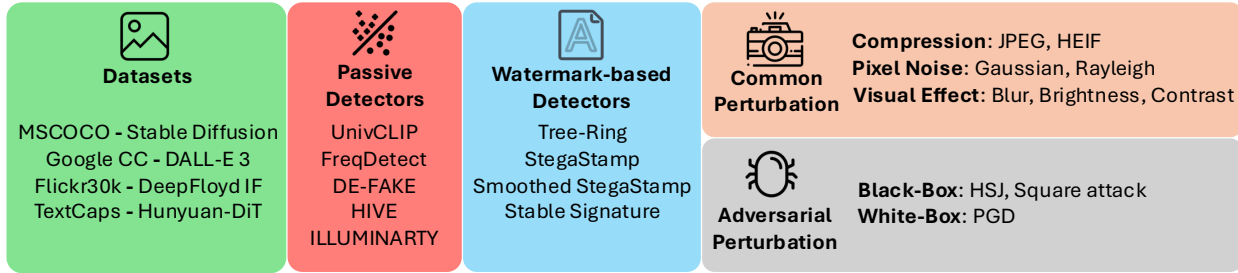 Datasets
MSCOCO - Stable Diffusion
Google CC - DALL-E 3
Flickr30k - DeepFloyd IF
TextCaps - Hunyuan-DiT
Passive
Detectors
UnivCLIP
FreqDetect
DE-FAKE
HIVE
ILLUMINARTY
A
Watermark-based
Detectors
Tree-Ring
StegaStamp
Smoothed StegaStamp
Stable Signature
Common
Perturbation
Compression: JPEG, HEIF
Pixel Noise: Gaussian, Rayleigh
Visual Effect: Blur, Brightness, Contrast
Adversarial
Perturbation
Black-Box: HSJ, Square attack
White-Box: PGD